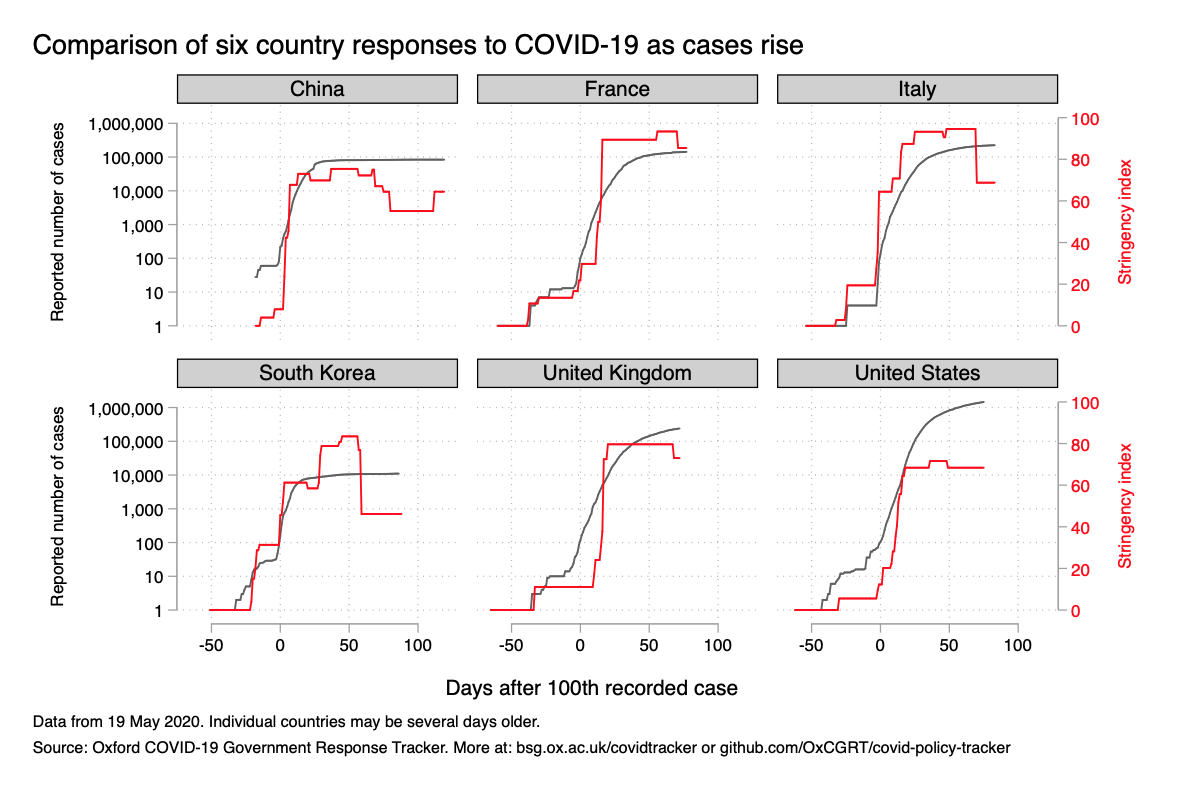 Comparison of six country responses to COVID-19 as cases rise
China
France
Italy
Reported number of cases
1,000,000
100,000
10,000
1,000
100
10
1
100
80
60
40
20
0
Stringency index
South Korea
United Kingdom
United States
Reported number of cases
1,000,000
100,000
10,000
1,000
100
10
1
100
80
60
40
20
0
Stringency index
-50 0 50 100 -50 0 50 100 -50 0 50 100
Days after 100th recorded case
Data from 19 May 2020. Individual countries may be several days older.
Source: Oxford COVID-19 Government Response Tracker. More at: bsg.ox.ac.uk/covidtracker or github.com/OxCGRT/covid-policy-tracker